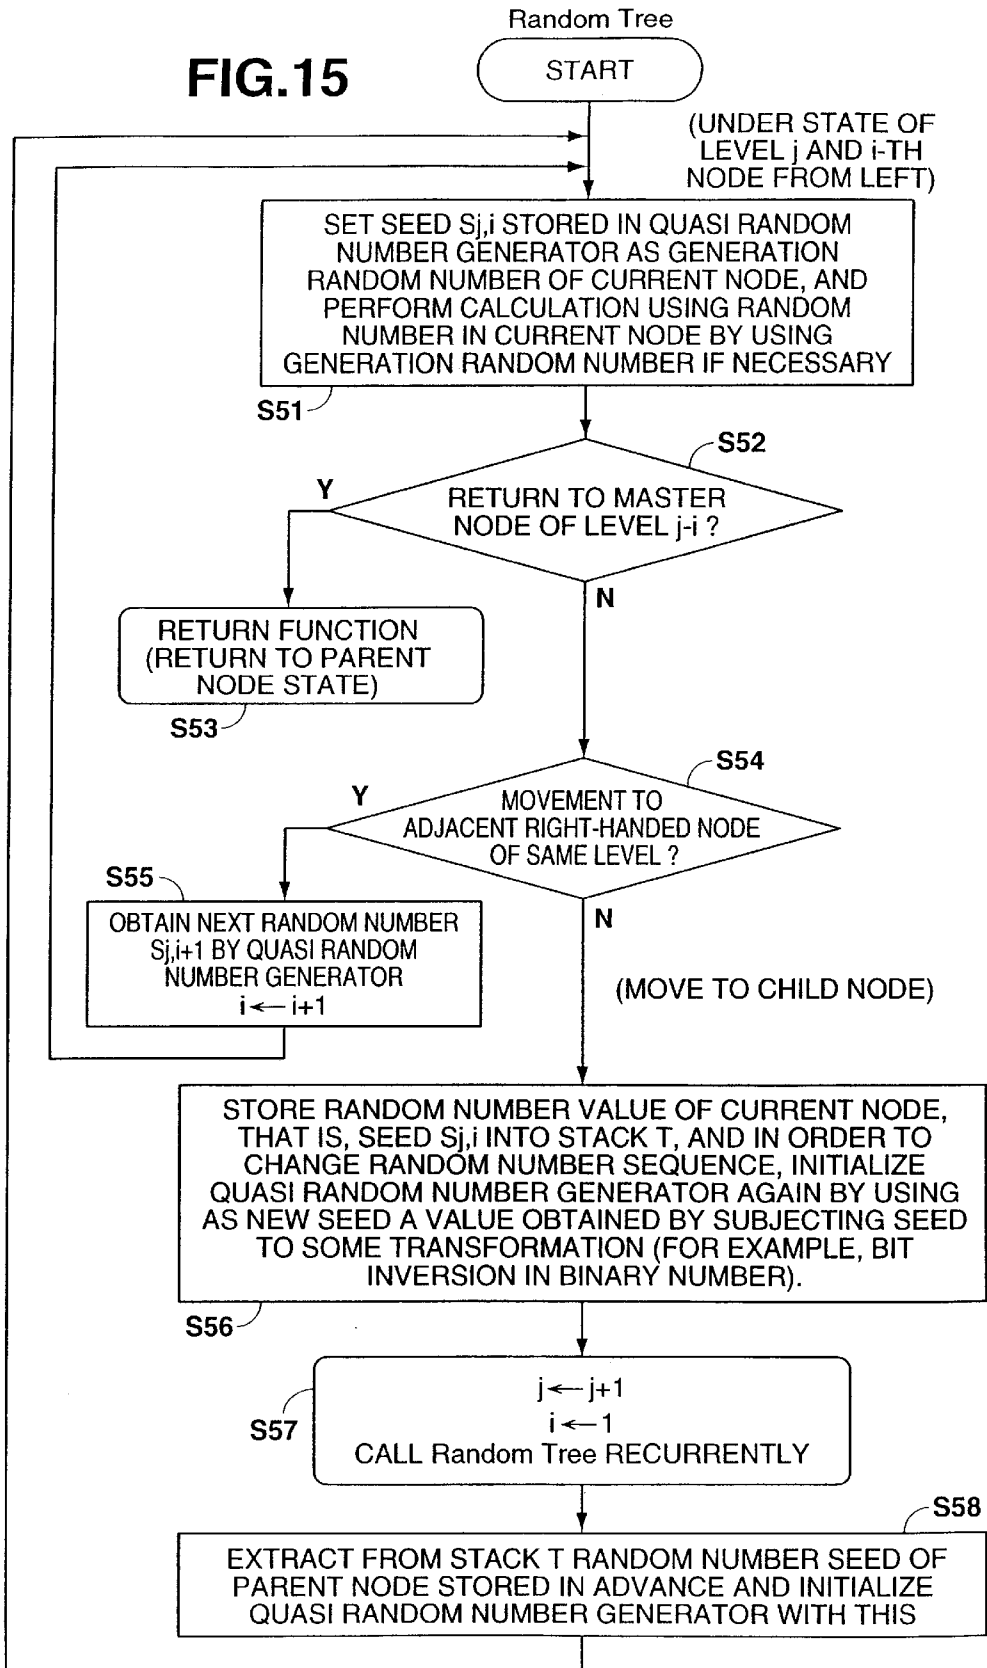 Random Tree
FIG.15
START
(UNDER STATE OF
LEVEL j AND i-TH
NODE FROM LEFT)
SET SEED Sj,i STORED IN QUASI RANDOM
NUMBER GENERATOR AS GENERATION
RANDOM NUMBER OF CURRENT NODE, AND
PERFORM CALCULATION USING RANDOM
NUMBER IN CURRENT NODE BY USING
GENERATION RANDOM NUMBER IF NECESSARY
S51
S52
Y
RETURN TO MASTER
NODE OF LEVEL j-i ?
N
RETURN FUNCTION
(RETURN TO PARENT
NODE STATE)
S53
S54
Y
MOVEMENT TO
ADJACENT RIGHT-HANDED NODE
OF SAME LEVEL ?
S55
N
OBTAIN NEXT RANDOM NUMBER
Sj,i+1 BY QUASI RANDOM
NUMBER GENERATOR
i ← i+1
(MOVE TO CHILD NODE)
STORE RANDOM NUMBER VALUE OF CURRENT NODE,
THAT IS, SEED Sj,i INTO STACK T, AND IN ORDER TO
CHANGE RANDOM NUMBER SEQUENCE, INITIALIZE
QUASI RANDOM NUMBER GENERATOR AGAIN BY USING
AS NEW SEED A VALUE OBTAINED BY SUBJECTING SEED
TO SOME TRANSFORMATION (FOR EXAMPLE, BIT
INVERSION IN BINARY NUMBER).
S56
j ← j+1
i ← 1
CALL Random Tree RECURRENTLY
S57
S58
EXTRACT FROM STACK T RANDOM NUMBER SEED OF
PARENT NODE STORED IN ADVANCE AND INITIALIZE
QUASI RANDOM NUMBER GENERATOR WITH THIS